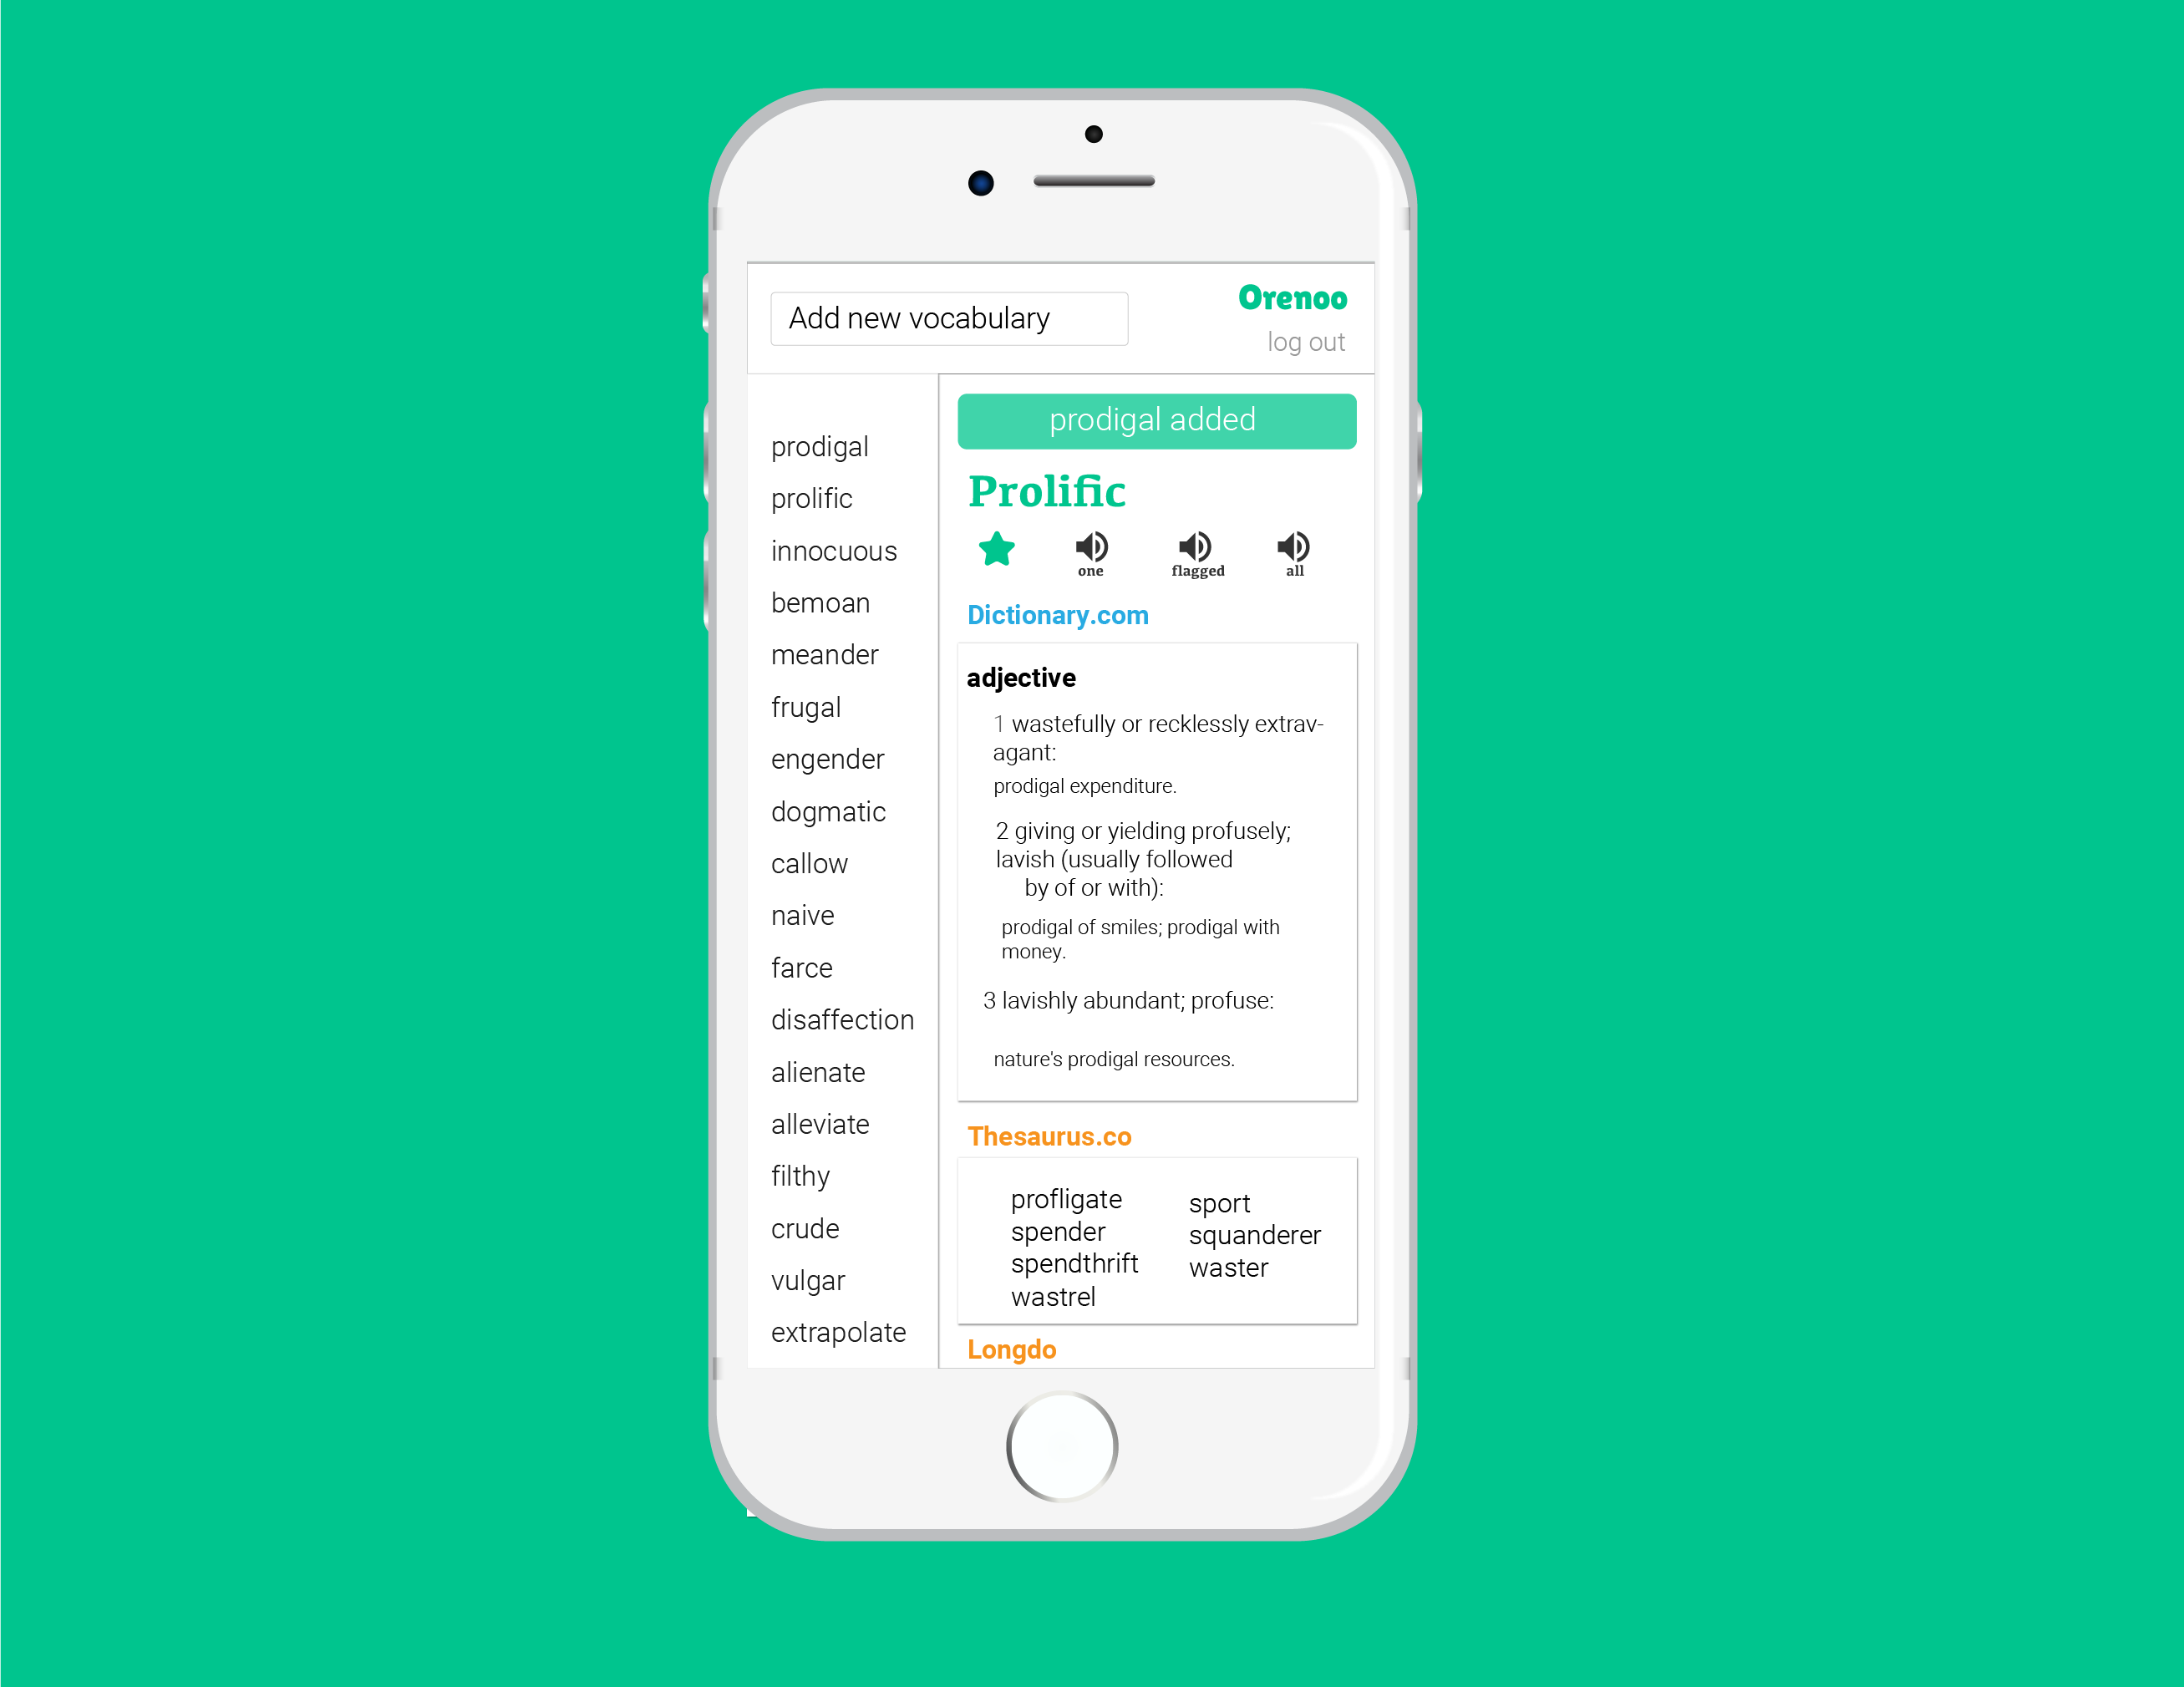 Add new vocabulary
Orenoo
log out
prodigal
prolific
innocuous
bemoan
meander
frugal
engender
dogmatic
callow
naive
farce
disaffection
alienate
alleviate
filthy
crude
vulgar
extrapolate
prodigal added
Prolific
one
flagged
all
Dictionary.com
adjective
1 wastefully or recklessly extrav-
agant:
prodigal expenditure.
2 giving or yielding profusely;
lavish (usually followed
by of or with):
prodigal of smiles; prodigal with
money.
3 lavishly abundant; profuse:
nature's prodigal resources.
Thesaurus.co
profligate
spender
spendthrift
wastrel
sport
squanderer
waster
Longdo